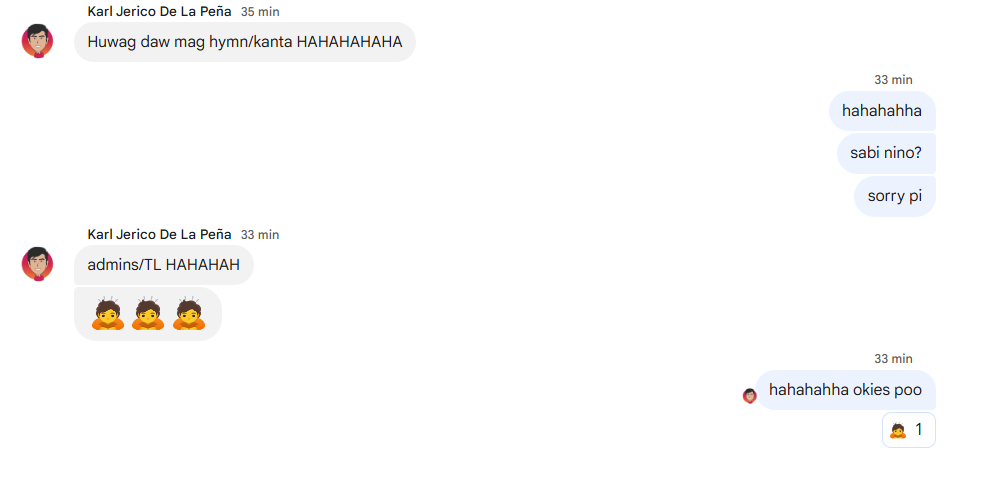 Karl Jerico De La Peña 35 min
Huwag daw mag hymn/kanta HAHAHAHAHA
33 min
hahahahha
sabi nino?
sorry pi
Karl Jerico De La Peña 33 min
admins/TL HAHAHAH
🙇🙇🙇
33 min
hahahahha okies poo
🙇 1